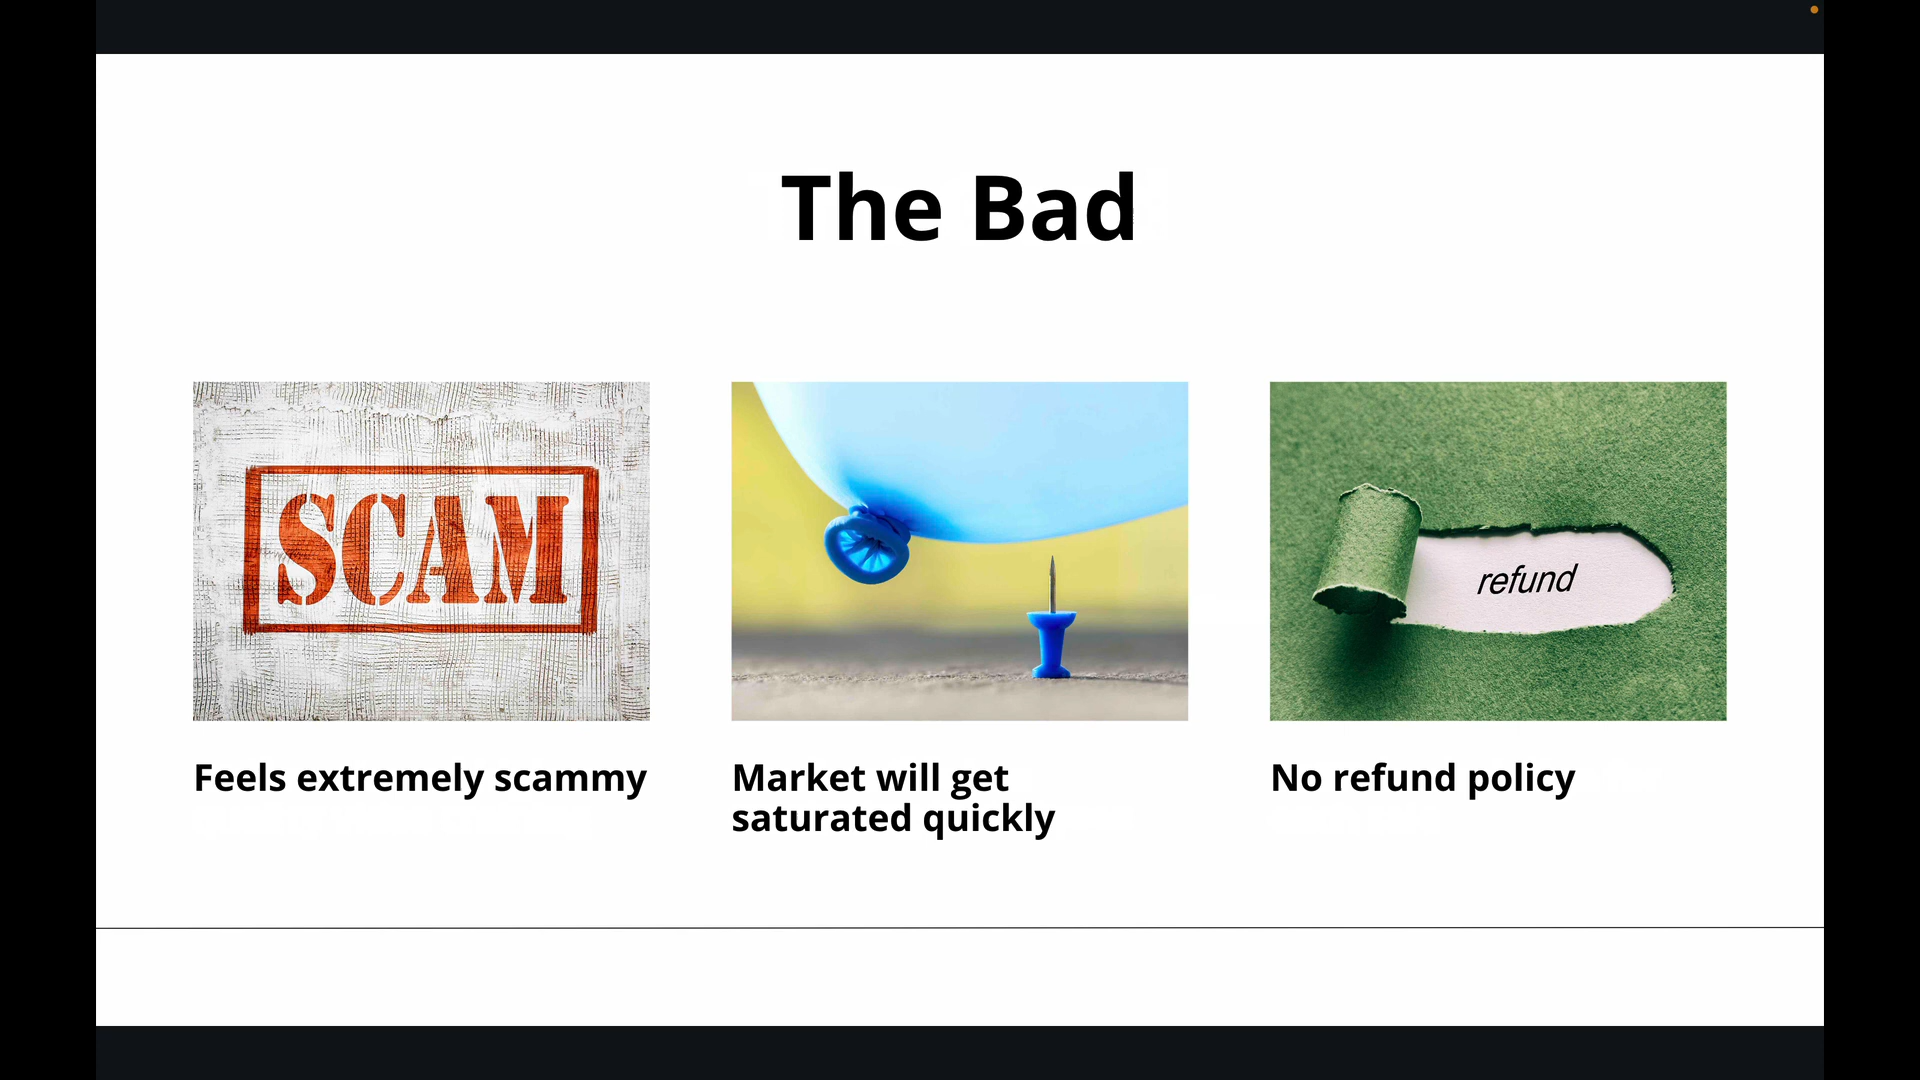 The Bad
SCAM
refund
Feels extremely scammy
Market will get
saturated quickly
No refund policy